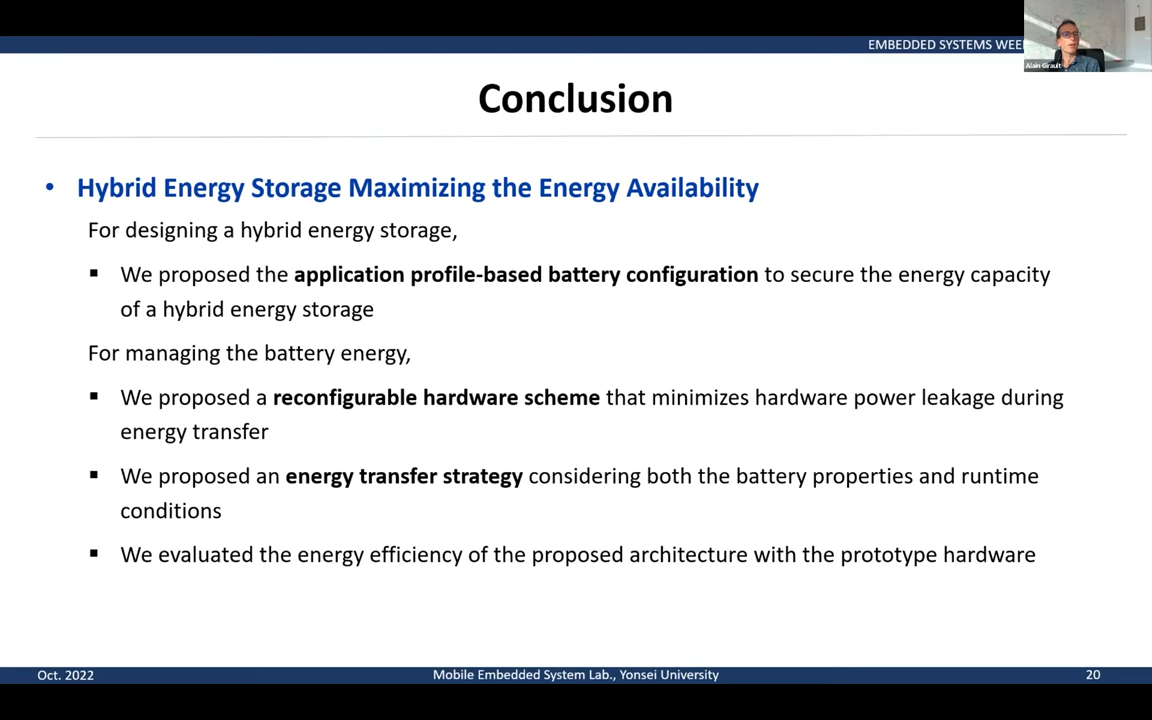 EMBEDDED SYSTEMS WEE
Alain Girault
Conclusion
• Hybrid Energy Storage Maximizing the Energy Availability
For designing a hybrid energy storage,
▪ We proposed the application profile-based battery configuration to secure the energy capacity
of a hybrid energy storage
For managing the battery energy,
▪ We proposed a reconfigurable hardware scheme that minimizes hardware power leakage during
energy transfer
▪ We proposed an energy transfer strategy considering both the battery properties and runtime
conditions
▪ We evaluated the energy efficiency of the proposed architecture with the prototype hardware
Oct. 2022
Mobile Embedded System Lab., Yonsei University
20